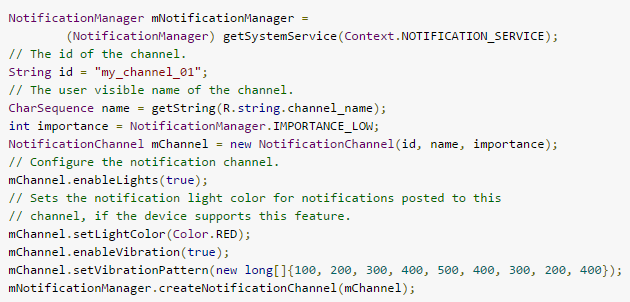 NotificationManager mNotificationManager =
        (NotificationManager) getSystemService(Context.NOTIFICATION_SERVICE);
// The id of the channel.
String id = "my_channel_01";
// The user visible name of the channel.
CharSequence name = getString(R.string.channel_name);
int importance = NotificationManager.IMPORTANCE_LOW;
NotificationChannel mChannel = new NotificationChannel(id, name, importance);
// Configure the notification channel.
mChannel.enableLights(true);
// Sets the notification light color for notifications posted to this
// channel, if the device supports this feature.
mChannel.setLightColor(Color.RED);
mChannel.enableVibration(true);
mChannel.setVibrationPattern(new long[]{100, 200, 300, 400, 500, 400, 300, 200, 400});
mNotificationManager.createNotificationChannel(mChannel);